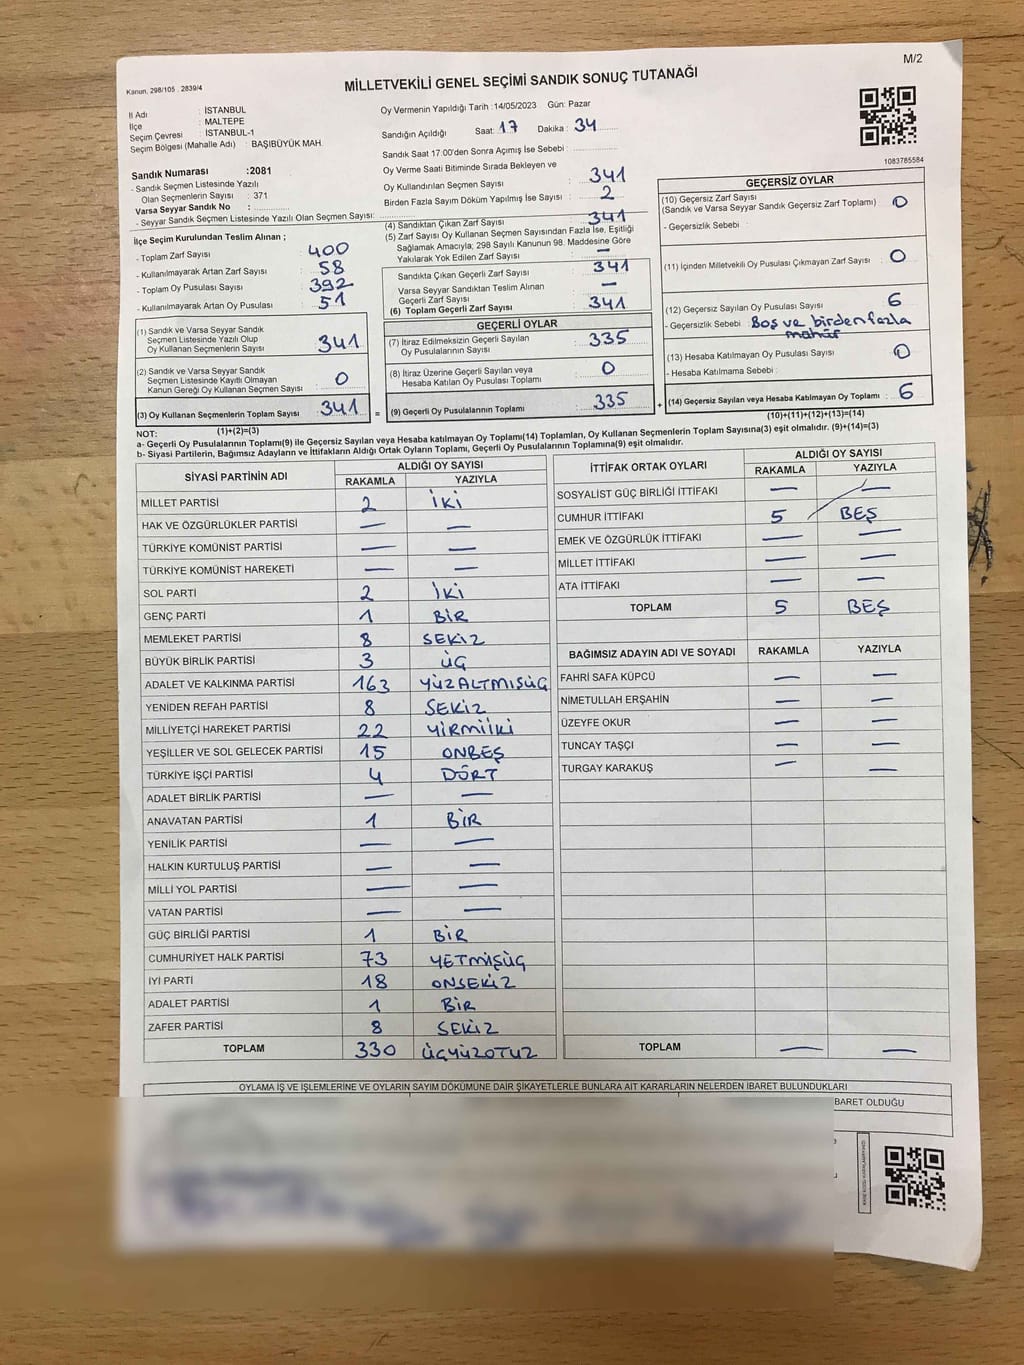 M/2
Kanun, 298/105 , 2839/4
MİLLETVEKİLİ GENEL SEÇİMİ SANDIK SONUÇ TUTANAĞI
İl Adı : İSTANBUL
İlçe : MALTEPE
Seçim Çevresi : İSTANBUL-1
Seçim Bölgesi (Mahalle Adı) : BAŞIBÜYÜK MAH.
Oy Vermenin Yapıldığı Tarih :14/05/2023 Gün: Pazar
Sandığın Açıldığı Saat: 17 Dakika : 34
Sandık Saat 17:00'den Sonra Açımış İse Sebebi :
1083765584
Sandık Numarası :2081
- Sandık Seçmen Listesinde Yazılı
Olan Seçmenlerin Sayısı : 371
Varsa Seyyar Sandık No :
- Seyyar Sandık Seçmen Listesinde Yazılı Olan Seçmen Sayısı:
Oy Verme Saati Bitiminde Sırada Bekleyen ve
Oy Kullandırılan Seçmen Sayısı : 341
Birden Fazla Sayım Döküm Yapılmış İse Sayısı : 2
İlçe Seçim Kurulundan Teslim Alınan ;
- Toplam Zarf Sayısı : 400
- Kullanılmayarak Artan Zarf Sayısı : 58
- Toplam Oy Pusulası Sayısı : 392
- Kullanılmayarak Artan Oy Pusulası : 51
(4) Sandıktan Çıkan Zarf Sayısı : 341
(5) Zarf Sayısı Oy Kullanan Seçmen Sayısından Fazla İse, Eşitliği
Sağlamak Amacıyla; 298 Sayılı Kanunun 98. Maddesine Göre
Yakılarak Yok Edilen Zarf Sayısı : —
Sandıkta Çıkan Geçerli Zarf Sayısı : 341
Varsa Seyyar Sandıktan Teslim Alınan
Geçerli Zarf Sayısı : —
(6) Toplam Geçerli Zarf Sayısı : 341
GEÇERSİZ OYLAR
(10) Geçersiz Zarf Sayısı : 0
(Sandık ve Varsa Seyyar Sandık Geçersiz Zarf Toplamı)
- Geçersizlik Sebebi :
(11) İçinden Milletvekili Oy Pusulası Çıkmayan Zarf Sayısı : 0
(12) Geçersiz Sayılan Oy Pusulası Sayısı : 6
- Geçersizlik Sebebi : Boş ve birden fazla
mühür
(13) Hesaba Katılmayan Oy Pusulası Sayısı : 0
- Hesaba Katılmama Sebebi :
(14) Geçersiz Sayılan veya Hesaba Katılmayan Oy Toplamı : 6
(10)+(11)+(12)+(13)=(14)
(1) Sandık ve Varsa Seyyar Sandık
Seçmen Listesinde Yazılı Olup
Oy Kullanan Seçmenlerin Sayısı : 341
(2) Sandık ve Varsa Seyyar Sandık
Seçmen Listesinde Kayıtlı Olmayan
Kanun Gereği Oy Kullanan Seçmen Sayısı : 0
(3) Oy Kullanan Seçmenlerin Toplam Sayısı : 341 =
(1)+(2)=(3)
GEÇERLİ OYLAR
(7) İtiraz Edilmeksizin Geçerli Sayılan
Oy Pusulalarının Sayısı : 335
(8) İtiraz Üzerine Geçerli Sayılan veya
Hesaba Katılan Oy Pusulası Toplamı : 0
(9) Geçerli Oy Pusulalarının Toplamı : 335 +
NOT:
a- Geçerli Oy Pusulalarının Toplamı(9) ile Geçersiz Sayılan veya Hesaba katılmayan Oy Toplamı(14) Toplamları, Oy Kullanan Seçmenlerin Toplam Sayısına(3) eşit olmalıdır. (9)+(14)=(3)
b- Siyasi Partilerin, Bağımsız Adayların ve İttifakların Aldığı Ortak Oyların Toplamı, Geçerli Oy Pusulalarının Toplamına(9) eşit olmalıdır.
SİYASİ PARTİNİN ADI ALDIĞI OY SAYISI
RAKAMLA YAZIYLA
MİLLET PARTİSİ 2 İKİ
HAK VE ÖZGÜRLÜKLER PARTİSİ — —
TÜRKİYE KOMÜNİST PARTİSİ — —
TÜRKİYE KOMÜNİST HAREKETİ — —
SOL PARTİ 2 İKİ
GENÇ PARTİ 1 BİR
MEMLEKET PARTİSİ 8 SEKİZ
BÜYÜK BİRLİK PARTİSİ 3 ÜÇ
ADALET VE KALKINMA PARTİSİ 163 YÜZALTMIŞÜÇ
YENİDEN REFAH PARTİSİ 8 SEKİZ
MİLLİYETÇİ HAREKET PARTİSİ 22 YİRMİİKİ
YEŞİLLER VE SOL GELECEK PARTİSİ 15 ONBEŞ
TÜRKİYE İŞÇİ PARTİSİ 4 DÖRT
ADALET BİRLİK PARTİSİ — —
ANAVATAN PARTİSİ 1 BİR
YENİLİK PARTİSİ — —
HALKIN KURTULUŞ PARTİSİ — —
MİLLİ YOL PARTİSİ — —
VATAN PARTİSİ — —
GÜÇ BİRLİĞİ PARTİSİ 1 BİR
CUMHURİYET HALK PARTİSİ 73 YETMİŞÜÇ
İYİ PARTİ 18 ONSEKİZ
ADALET PARTİSİ 1 BİR
ZAFER PARTİSİ 8 SEKİZ
TOPLAM 330 ÜÇYÜZOTUZ
İTTİFAK ORTAK OYLARI ALDIĞI OY SAYISI
RAKAMLA YAZIYLA
SOSYALİST GÜÇ BİRLİĞİ İTTİFAKI — —
CUMHUR İTTİFAKI 5 BEŞ
EMEK VE ÖZGÜRLÜK İTTİFAKI — —
MİLLET İTTİFAKI — —
ATA İTTİFAKI — —
TOPLAM 5 BEŞ
BAĞIMSIZ ADAYIN ADI VE SOYADI RAKAMLA YAZIYLA
FAHRİ SAFA KÜPCÜ — —
NİMETULLAH ERŞAHİN — —
ÜZEYFE OKUR — —
TUNCAY TAŞÇI — —
TURGAY KARAKUŞ — —
TOPLAM — —
OYLAMA İŞ VE İŞLEMLERİNE VE OYLARIN SAYIM DÖKÜMÜNE DAİR ŞİKAYETLERLE BUNLARA AİT KARARLARIN NELERDEN İBARET BULUNDUKLARI
BARET OLDUĞU